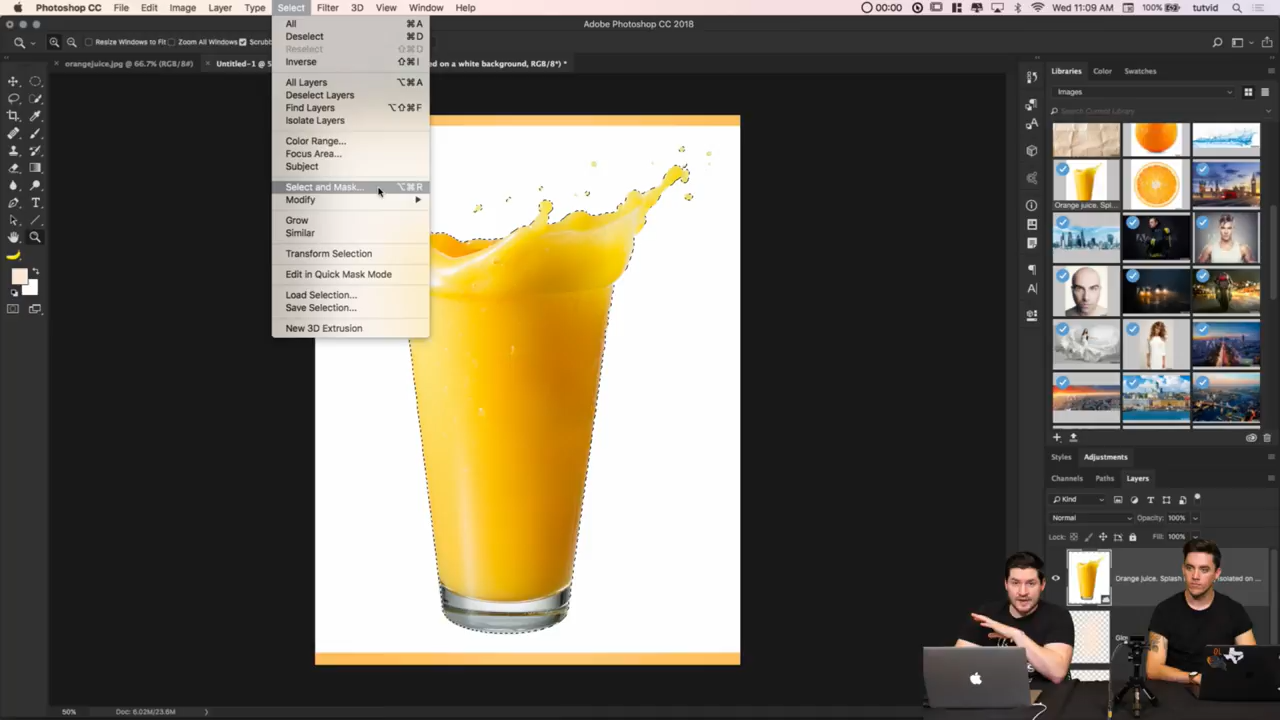 Photoshop CC File Edit Image Layer Type Select Filter 3D View Window Help 00:00 100% Wed 11:09 AM tutvid
Adobe Photoshop CC 2018
Resize Windows to Fit Zoom All Windows Scrubb
orangejuice.jpg @ 66.7% (RGB/8#) Untitled-1 @ 5 d on a white background, RGB/8*) *
All ⌘A
Deselect ⌘D
Reselect ⇧⌘D
Inverse ⇧⌘I
All Layers ⌥⌘A
Deselect Layers
Find Layers ⌥⇧⌘F
Isolate Layers
Color Range...
Focus Area...
Subject
Select and Mask... ⌥⌘R
Modify
Grow
Similar
Transform Selection
Edit in Quick Mask Mode
Load Selection...
Save Selection...
New 3D Extrusion
Libraries Color Swatches
Images
Search Current Library
Orange juice. Spl...
Styles Adjustments
Channels Paths Layers
Kind
Normal Opacity: 100%
Lock: Fill: 100%
Orange juice. Splash isolated on ...
Glo
50% Doc: 6.02M/23.6M